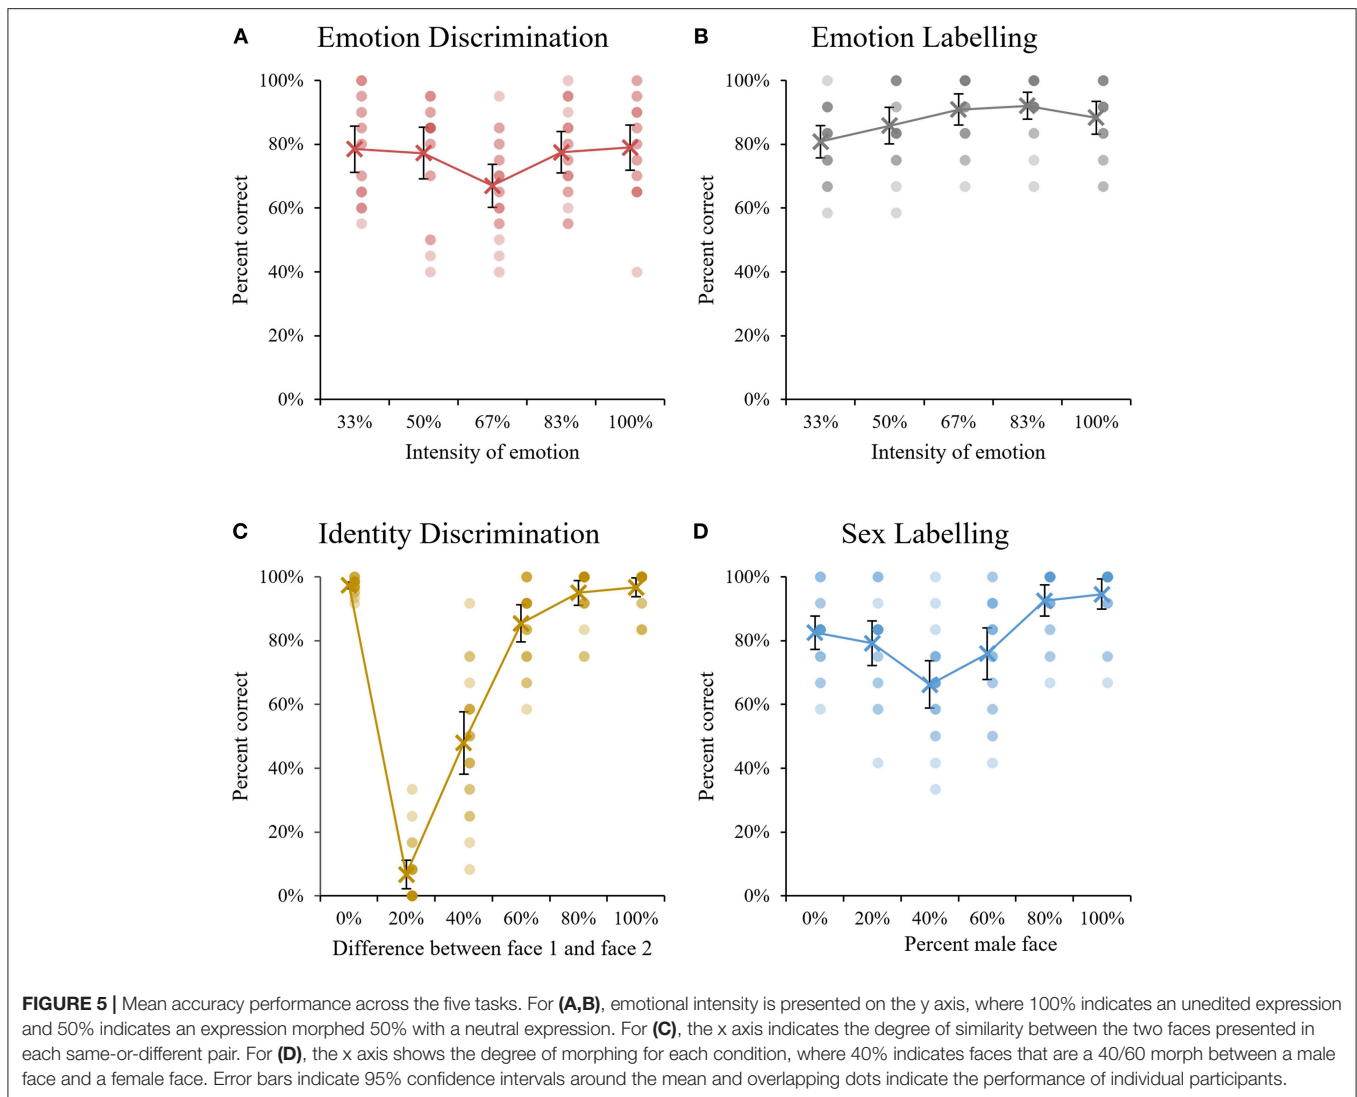 A
Emotion Discrimination
100%
80%
60%
40%
20%
0%
Percent correct
33% 50% 67% 83% 100%
Intensity of emotion
B
Emotion Labelling
100%
80%
60%
40%
20%
0%
Percent correct
33% 50% 67% 83% 100%
Intensity of emotion
C
Identity Discrimination
100%
80%
60%
40%
20%
0%
Percent correct
0% 20% 40% 60% 80% 100%
Difference between face 1 and face 2
D
Sex Labelling
100%
80%
60%
40%
20%
0%
Percent correct
0% 20% 40% 60% 80% 100%
Percent male face
FIGURE 5 | Mean accuracy performance across the five tasks. For (A,B), emotional intensity is presented on the y axis, where 100% indicates an unedited expression
and 50% indicates an expression morphed 50% with a neutral expression. For (C), the x axis indicates the degree of similarity between the two faces presented in
each same-or-different pair. For (D), the x axis shows the degree of morphing for each condition, where 40% indicates faces that are a 40/60 morph between a male
face and a female face. Error bars indicate 95% confidence intervals around the mean and overlapping dots indicate the performance of individual participants.